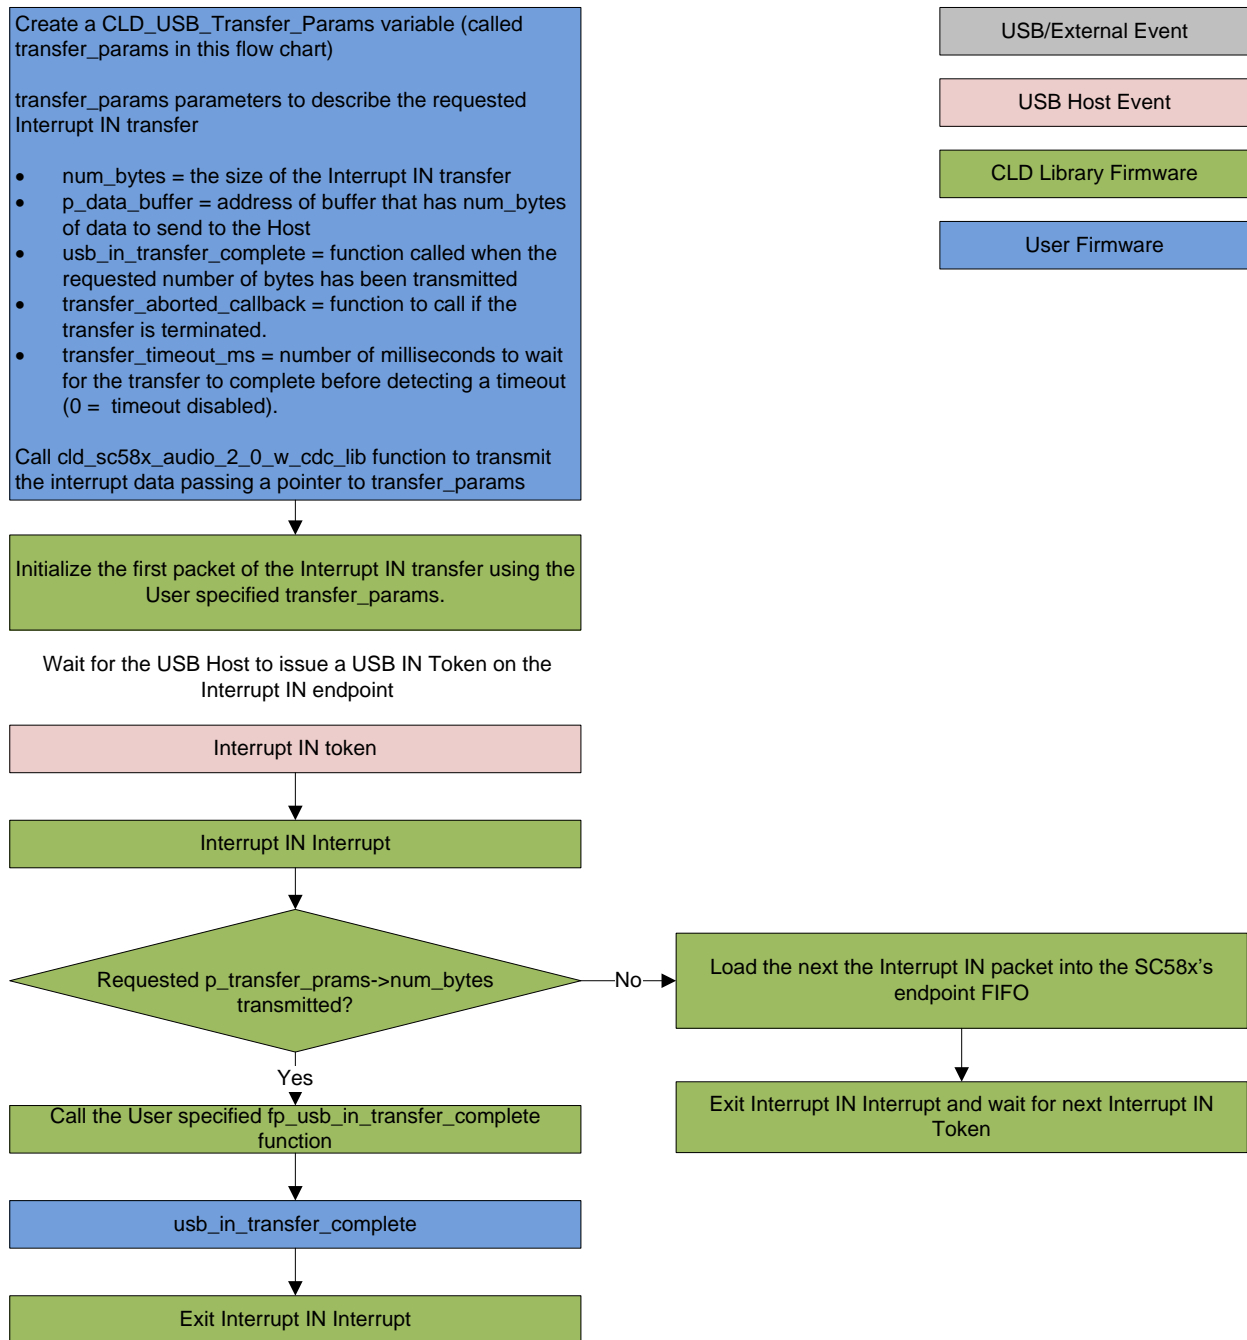 Create a CLD_USB_Transfer_Params variable (called
transfer_params in this flow chart)
transfer_params parameters to describe the requested
Interrupt IN transfer
• num_bytes = the size of the Interrupt IN transfer
• p_data_buffer = address of buffer that has num_bytes
of data to send to the Host
• usb_in_transfer_complete = function called when the
requested number of bytes has been transmitted
• transfer_aborted_callback = function to call if the
transfer is terminated.
• transfer_timeout_ms = number of milliseconds to wait
for the transfer to complete before detecting a timeout
(0 =  timeout disabled).
Call cld_sc58x_audio_2_0_w_cdc_lib function to transmit
the interrupt data passing a pointer to transfer_params
USB/External Event
USB Host Event
CLD Library Firmware
User Firmware
Initialize the first packet of the Interrupt IN transfer using the
User specified transfer_params.
Wait for the USB Host to issue a USB IN Token on the
Interrupt IN endpoint
Interrupt IN token
Interrupt IN Interrupt
Requested p_transfer_prams->num_bytes
transmitted?
No
Load the next the Interrupt IN packet into the SC58x's
endpoint FIFO
Exit Interrupt IN Interrupt and wait for next Interrupt IN
Token
Yes
Call the User specified fp_usb_in_transfer_complete
function
usb_in_transfer_complete
Exit Interrupt IN Interrupt